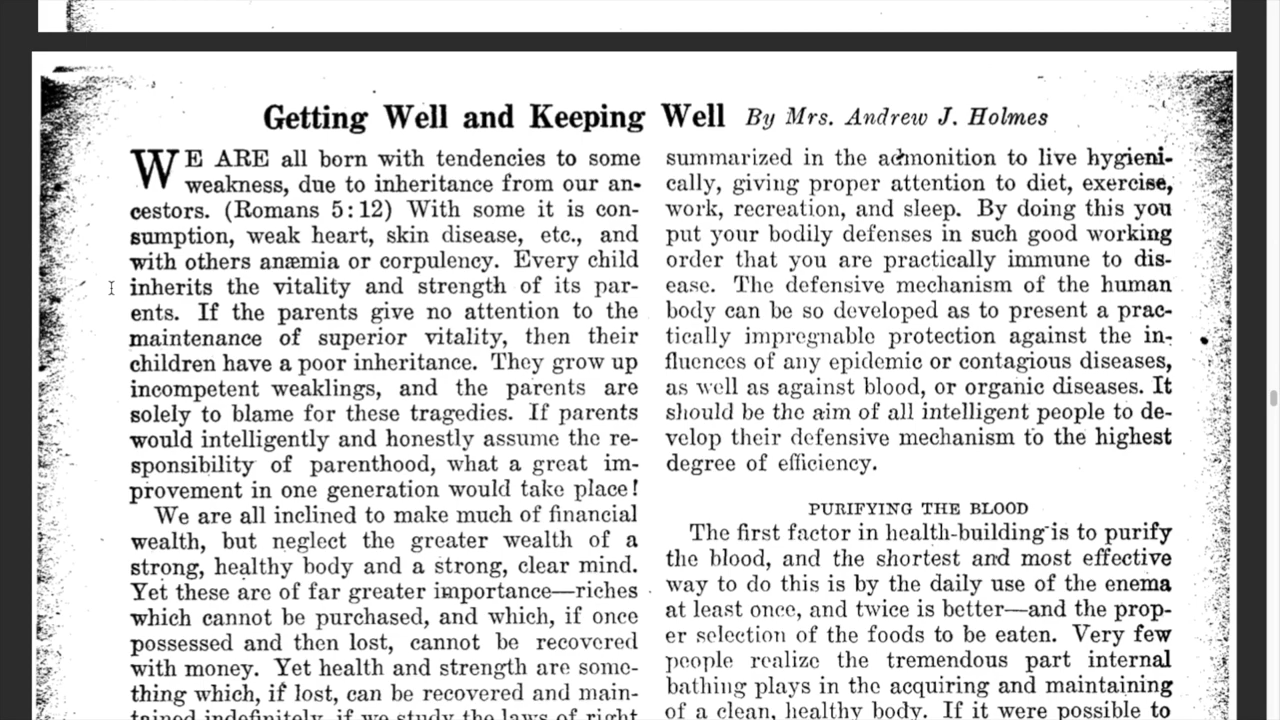 Getting Well and Keeping Well By Mrs. Andrew J. Holmes
WE ARE all born with tendencies to some
weakness, due to inheritance from our an-
cestors. (Romans 5:12) With some it is con-
sumption, weak heart, skin disease, etc., and
with others anæmia or corpulency. Every child
inherits the vitality and strength of its par-
ents. If the parents give no attention to the
maintenance of superior vitality, then their
children have a poor inheritance. They grow up
incompetent weaklings, and the parents are
solely to blame for these tragedies. If parents
would intelligently and honestly assume the re-
sponsibility of parenthood, what a great im-
provement in one generation would take place!
We are all inclined to make much of financial
wealth, but neglect the greater wealth of a
strong, healthy body and a strong, clear mind.
Yet these are of far greater importance—riches
which cannot be purchased, and which, if once
possessed and then lost, cannot be recovered
with money. Yet health and strength are some-
thing which, if lost, can be recovered and main-
tained indefinitely, if we study the laws of right
summarized in the admonition to live hygieni-
cally, giving proper attention to diet, exercise,
work, recreation, and sleep. By doing this you
put your bodily defenses in such good working
order that you are practically immune to dis-
ease. The defensive mechanism of the human
body can be so developed as to present a prac-
tically impregnable protection against the in-
fluences of any epidemic or contagious diseases,
as well as against blood, or organic diseases. It
should be the aim of all intelligent people to de-
velop their defensive mechanism to the highest
degree of efficiency.
PURIFYING THE BLOOD
The first factor in health-building is to purify
the blood, and the shortest and most effective
way to do this is by the daily use of the enema
at least once, and twice is better—and the prop-
er selection of the foods to be eaten. Very few
people realize the tremendous part internal
bathing plays in the acquiring and maintaining
of a clean, healthy body. If it were possible to